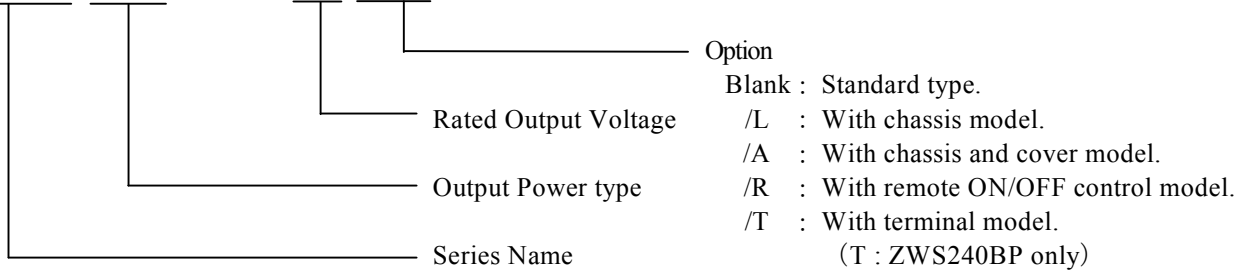 Option
Blank : Standard type.
Rated Output Voltage
/L : With chassis model.
/A : With chassis and cover model.
Output Power type
/R : With remote ON/OFF control model.
/T : With terminal model.
Series Name
（T : ZWS240BP only）